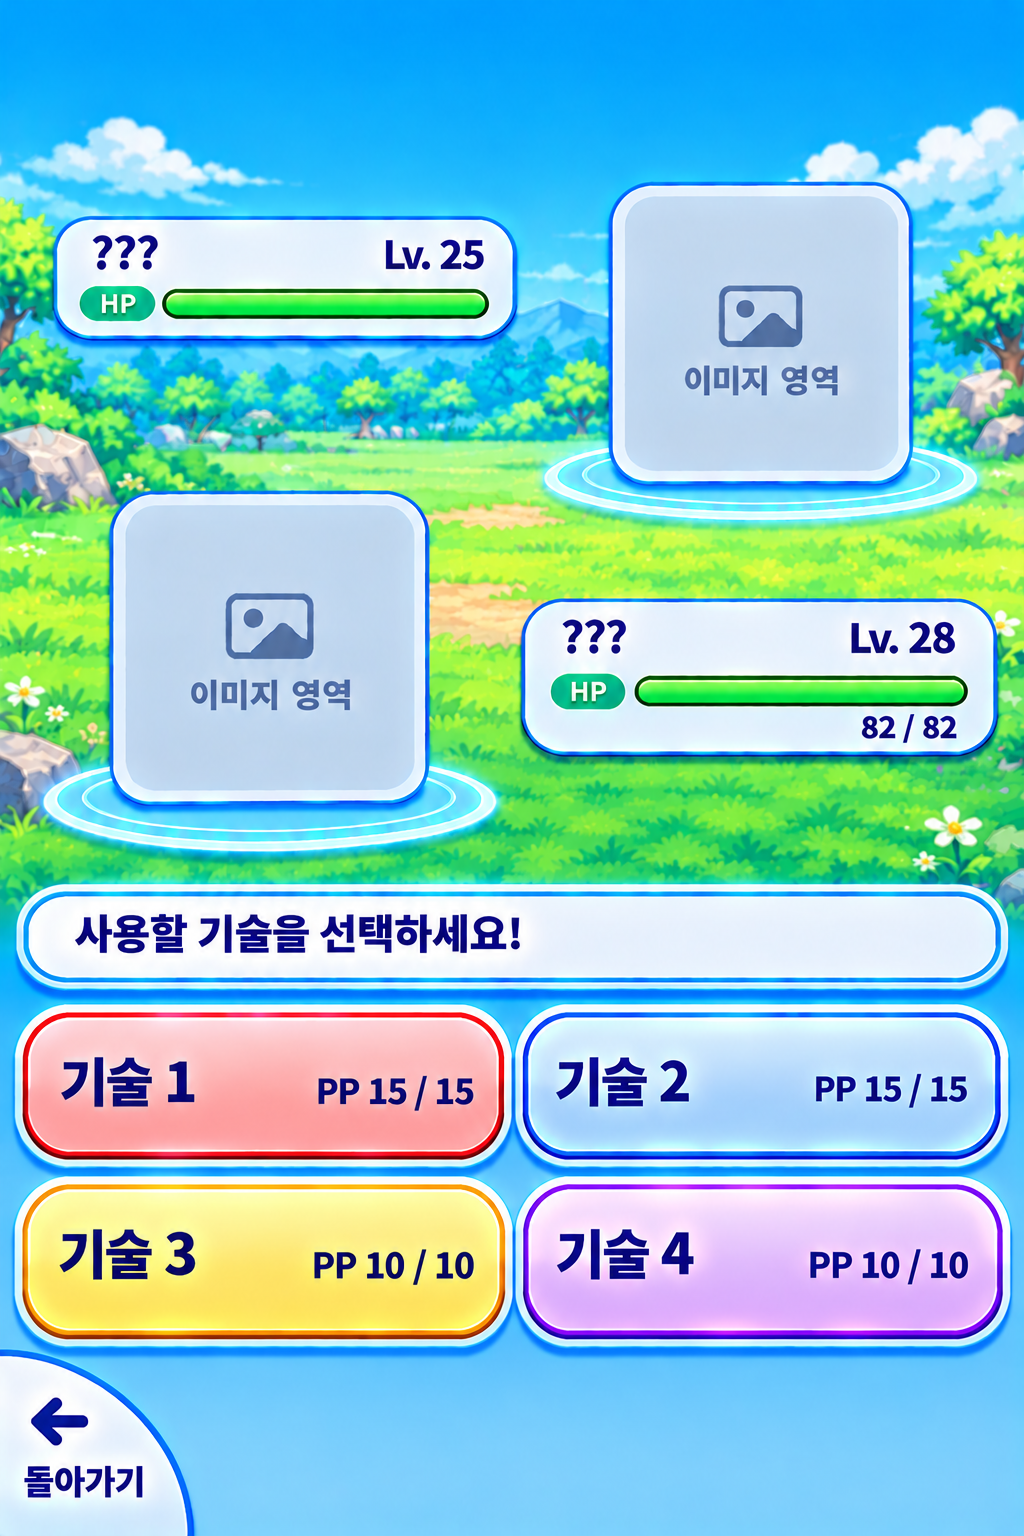 ??? Lv. 25
HP
이미지 영역
이미지 영역
??? Lv. 28
HP
82 / 82
사용할 기술을 선택하세요!
기술 1 PP 15 / 15
기술 2 PP 15 / 15
기술 3 PP 10 / 10
기술 4 PP 10 / 10
돌아가기